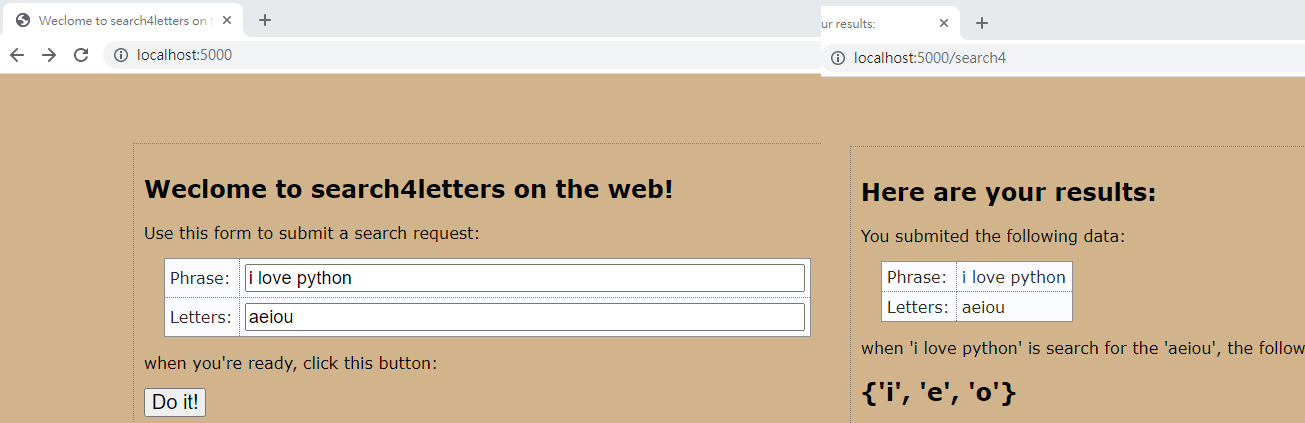 Weclome to search4letters on t
localhost:5000
Weclome to search4letters on the web!
Use this form to submit a search request:
Phrase: i love python
Letters: aeiou
when you're ready, click this button:
Do it!
ur results:
localhost:5000/search4
Here are your results:
You submited the following data:
Phrase: i love python
Letters: aeiou
when 'i love python' is search for the 'aeiou', the follow
{'i', 'e', 'o'}